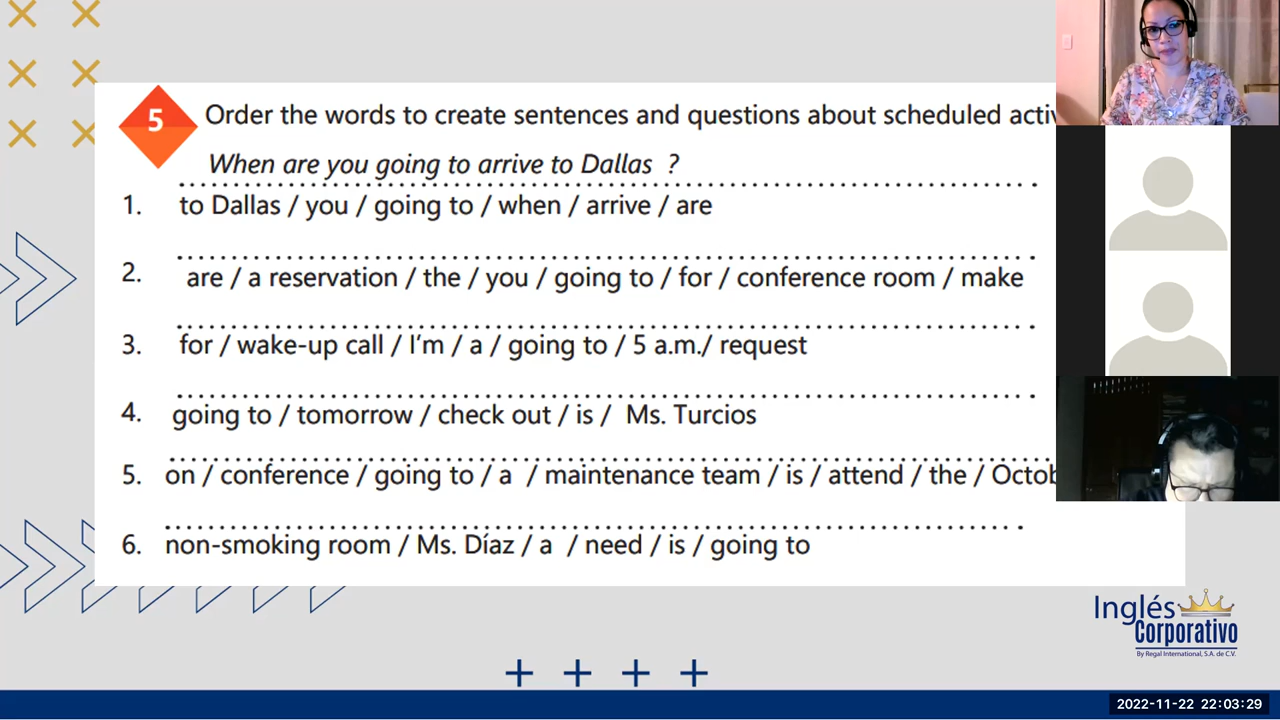 5
Order the words to create sentences and questions about scheduled
When are you going to arrive to Dallas ?
1. to Dallas / you / going to / when / arrive / are
2. are / a reservation / the / you / going to / for / conference room / make
3. for / wake-up call / I'm / a / going to / 5 a.m./ request
4. going to / tomorrow / check out / is / Ms. Turcios
5. on / conference / going to / a / maintenance team / is / attend / the /
6. non-smoking room / Ms. Díaz / a / need / is / going to
Inglés
Corporativo
By Regal International, S.A. de C.V.
2022-11-22 22:03:29